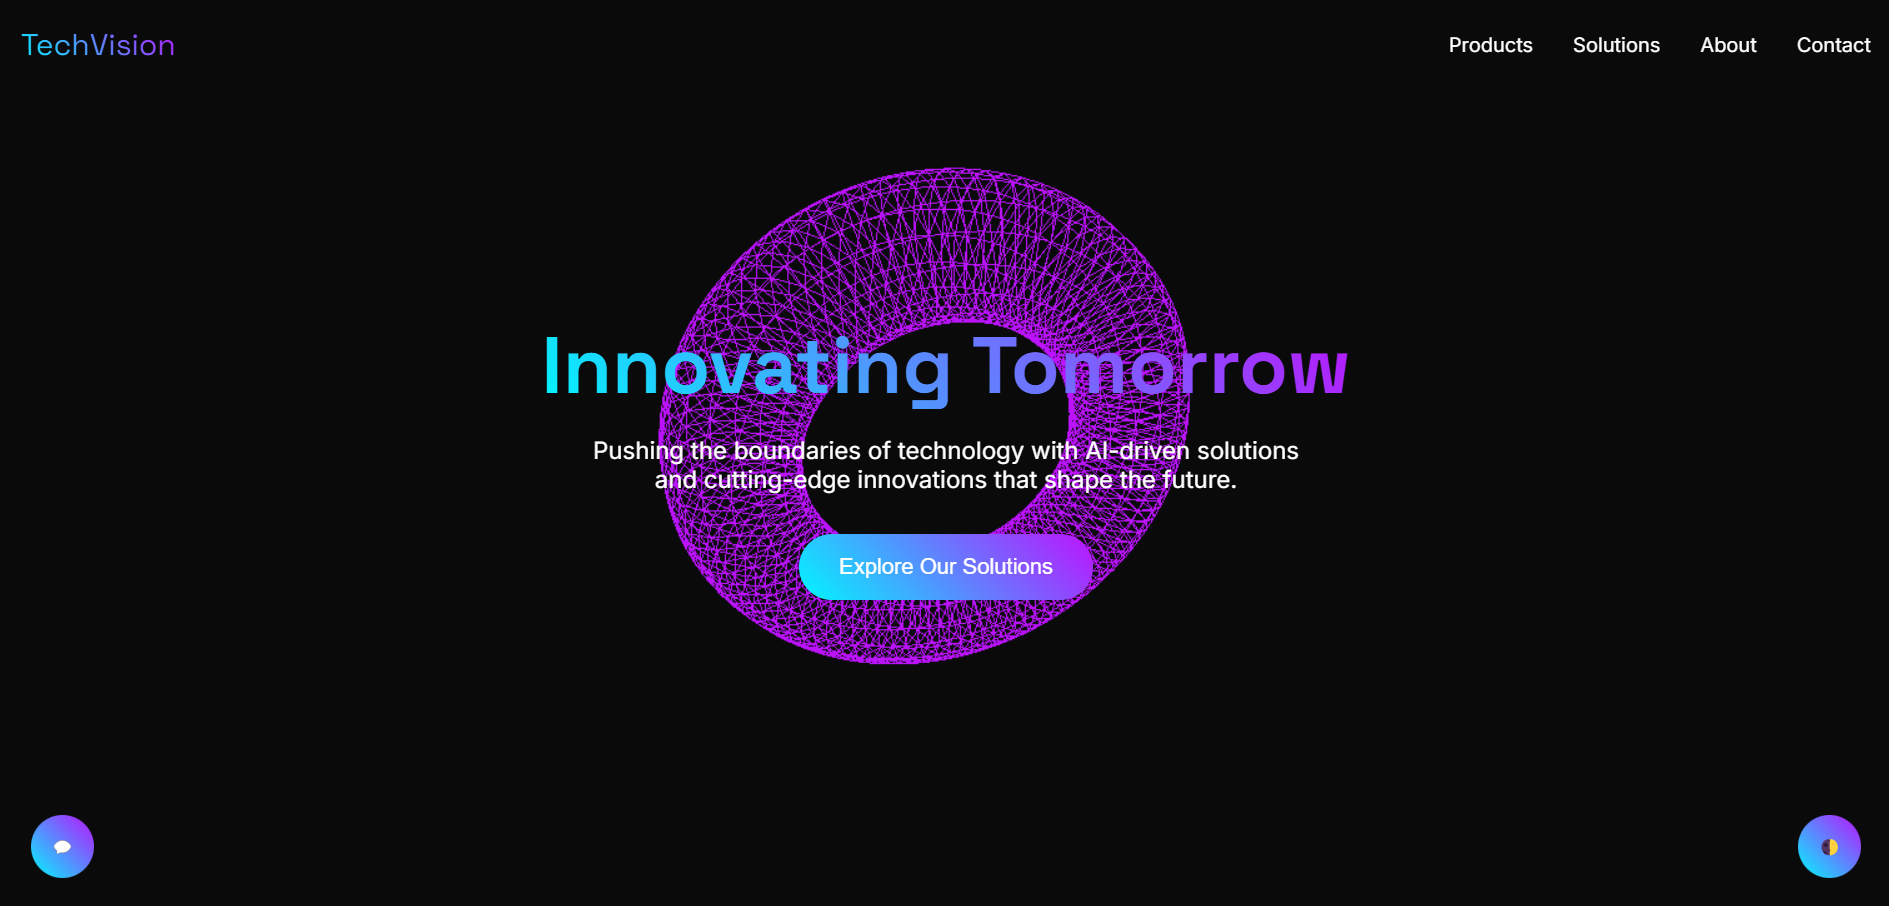 TechVision
Products
Solutions
About
Contact
Innovating Tomorrow
Pushing the boundaries of technology with AI-driven solutions
and cutting-edge innovations that shape the future.
Explore Our Solutions